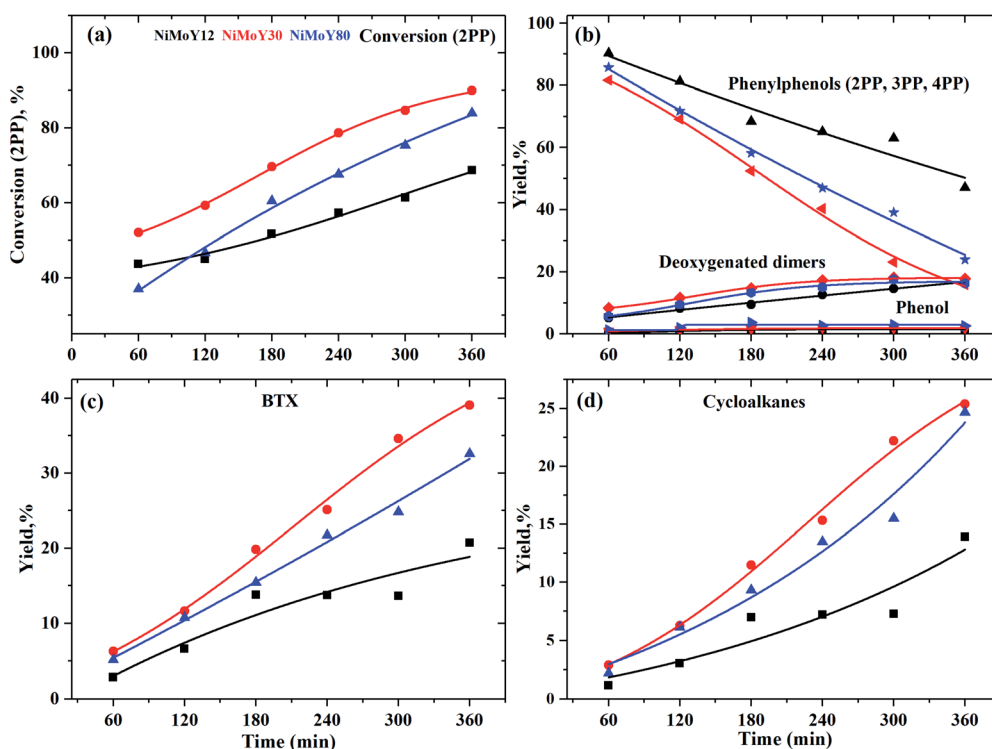 (a) NiMoY12 NiMoY30 NiMoY80 Conversion (2PP)
Conversion (2PP), %
100
80
60
40
0 60 120 180 240 300 360
(b)
Phenylphenols (2PP, 3PP, 4PP)
Deoxygenated dimers
Phenol
Yield,%
100
80
60
40
20
0
60 120 180 240 300 360
(c) BTX
Yield,%
40
30
20
10
0
60 120 180 240 300 360
Time (min)
(d) Cycloalkanes
Yield,%
25
20
15
10
5
0
60 120 180 240 300 360
Time (min)